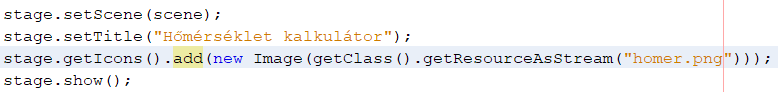 stage.setScene(scene);
stage.setTitle("Hőmérséklet kalkulátor");
stage.getIcons().add(new Image(getClass().getResourceAsStream("homer.png")));
stage.show();